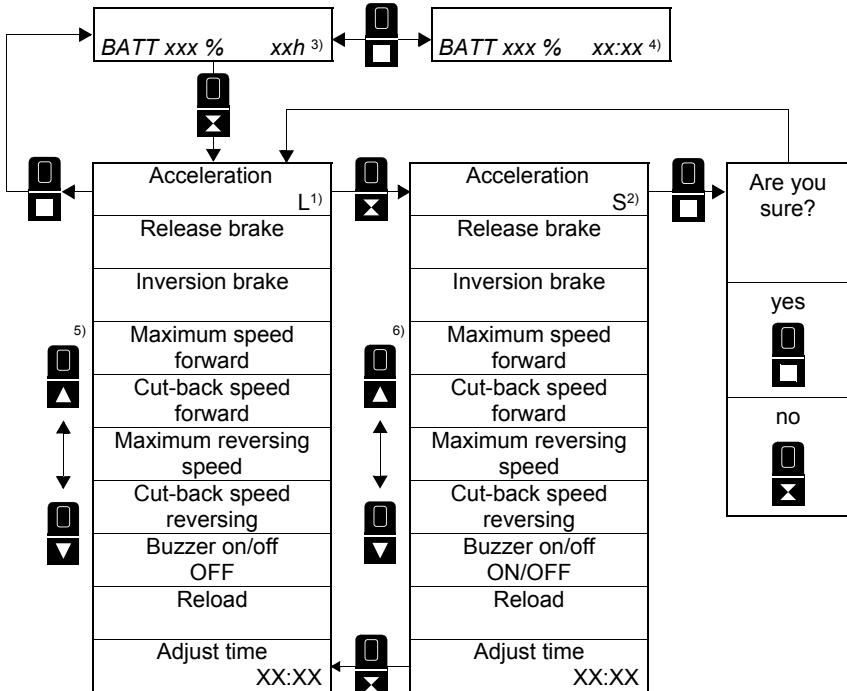 BATT xxx % xxh 3)
BATT xxx % xx:xx 4)
Acceleration
L1)
Release brake
Inversion brake
5)
Maximum speed
forward
Cut-back speed
forward
Maximum reversing
speed
Cut-back speed
reversing
Buzzer on/off
OFF
Reload
Adjust time
XX:XX
Acceleration
S2)
Release brake
Inversion brake
6)
Maximum speed
forward
Cut-back speed
forward
Maximum reversing
speed
Cut-back speed
reversing
Buzzer on/off
ON/OFF
Reload
Adjust time
XX:XX
Are you
sure?
yes
no